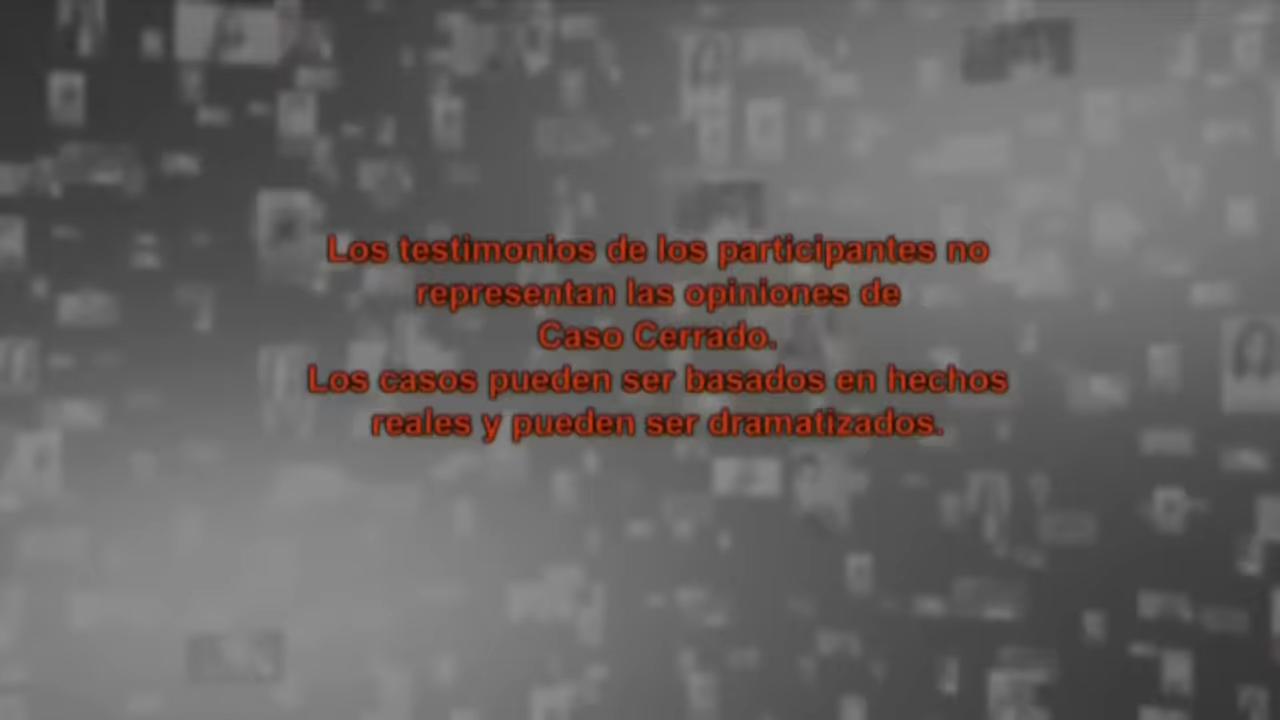 Los testimonios de los participantes no
representan las opiniones de
Caso Cerrado.
Los casos pueden ser basados en hechos
reales y pueden ser dramatizados.